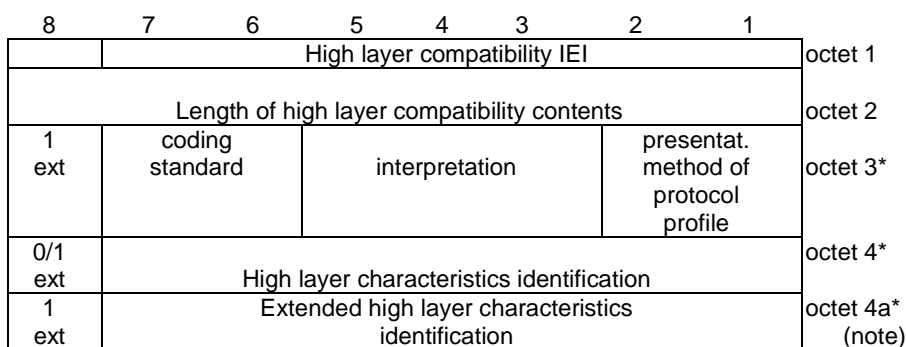 8 7 6 5 4 3 2 1
High layer compatibility IEI octet 1
Length of high layer compatibility contents octet 2
1 coding presentat.
ext standard interpretation method of octet 3*
protocol
profile
0/1 octet 4*
ext High layer characteristics identification
1 Extended high layer characteristics octet 4a*
ext identification (note)